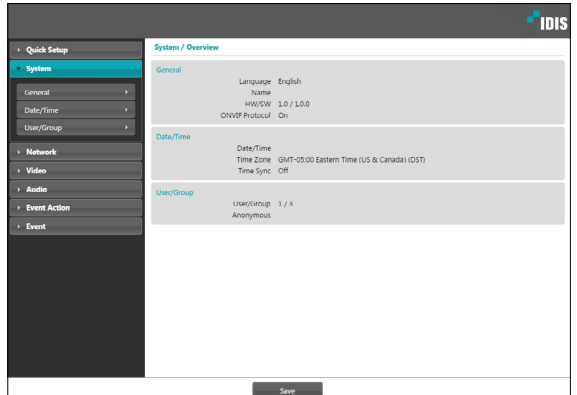 IDIS
Quick Setup
System
General
Date/Time
User/Group
Network
Video
Audio
Event Action
Event
System / Overview
General
Language English
Name
HW/SW 1.0 / 1.0.0
ONVIF Protocol On
Date/Time
Date/Time
Time Zone GMT-05:00 Eastern Time (US & Canada) (DST)
Time Sync Off
User/Group
User/Group 1 / 3
Anonymous
Save